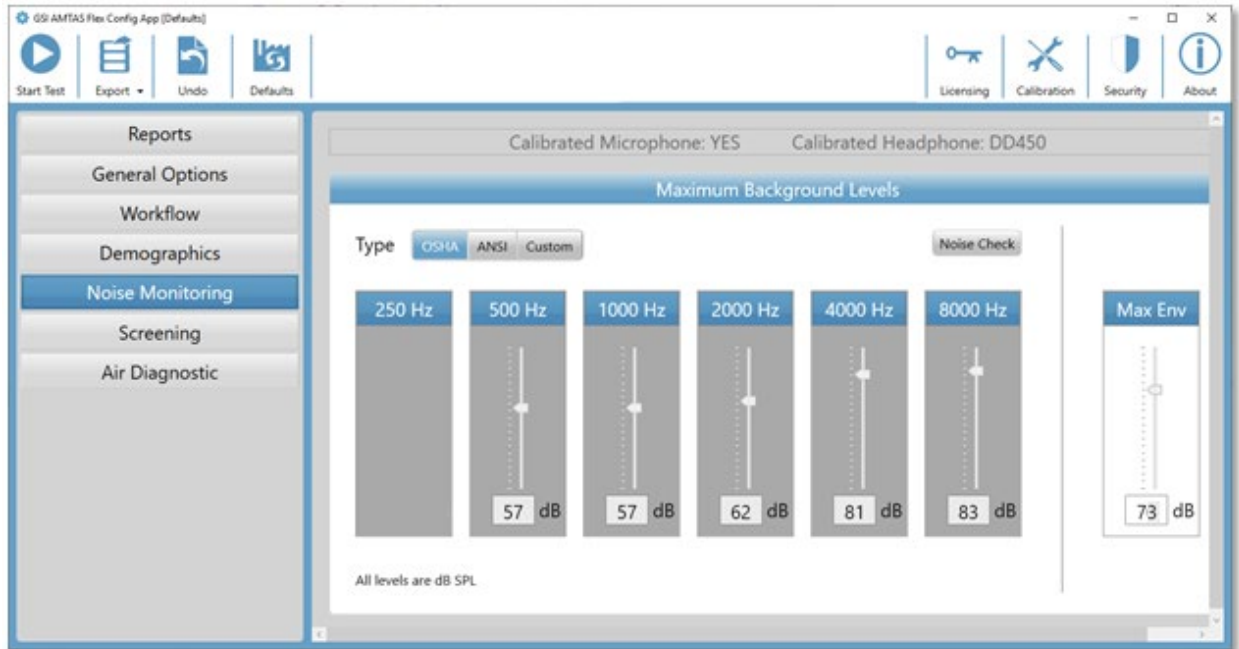 GSI AMTAS Flex Config App [Defaults]
Start Test Export Undo Defaults Licensing Calibration Security About
Reports
General Options
Workflow
Demographics
Noise Monitoring
Screening
Air Diagnostic
Calibrated Microphone: YES Calibrated Headphone: DD450
Maximum Background Levels
Type OSHA ANSI Custom Noise Check
250 Hz 500 Hz 1000 Hz 2000 Hz 4000 Hz 8000 Hz Max Env
57 dB 57 dB 62 dB 81 dB 83 dB 73 dB
All levels are dB SPL